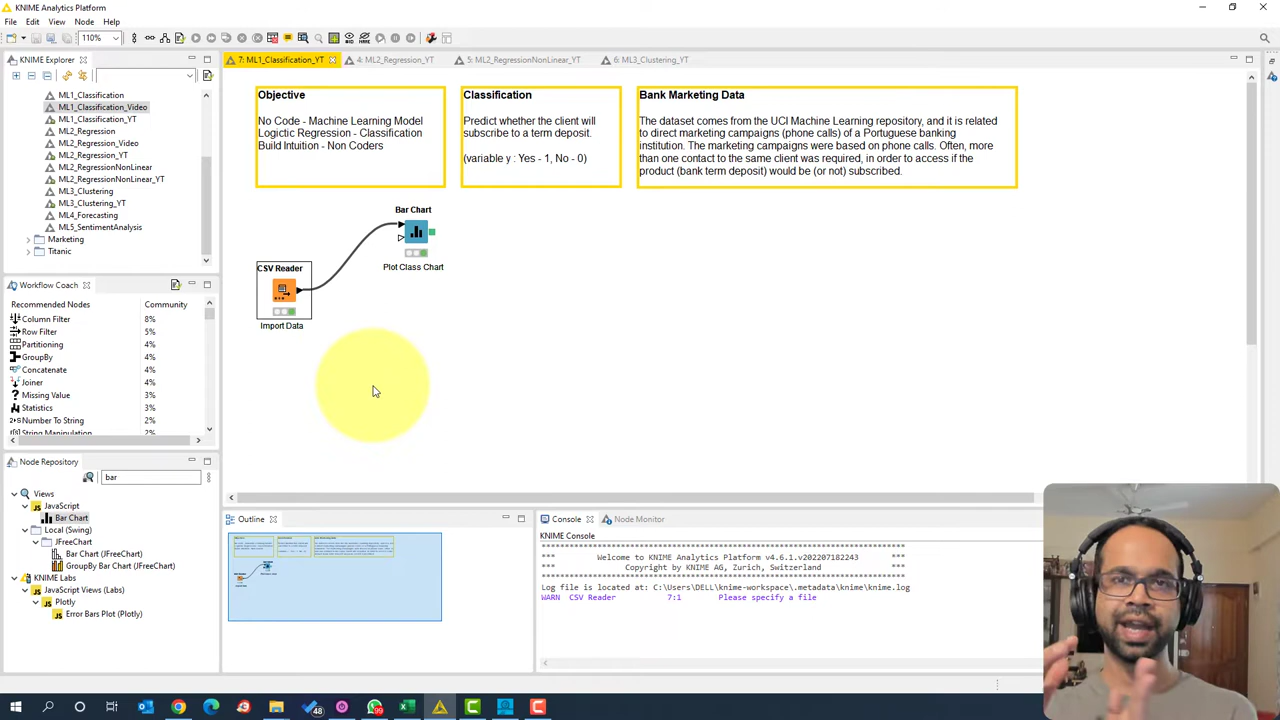 KNIME Analytics Platform
File Edit View Node Help
110%
KNIME Explorer
ML1_Classification
ML1_Classification_Video
ML1_Classification_YT
ML2_Regression
ML2_Regression_Video
ML2_Regression_YT
ML2_RegressionNonLinear
ML2_RegressionNonLinear_YT
ML3_Clustering
ML3_Clustering_YT
ML4_Forecasting
ML5_SentimentAnalysis
Marketing
Titanic
Workflow Coach
Recommended Nodes Community
Column Filter 8%
Row Filter 5%
Partitioning 4%
GroupBy 4%
Concatenate 4%
Joiner 4%
Missing Value 3%
Statistics 3%
Number To String 2%
String Manipulation 2%
Node Repository
bar
Views
JavaScript
Bar Chart
Local (Swing)
JFreeChart
Bar Chart (JFreeChart)
GroupBy Bar Chart (JFreeChart)
KNIME Labs
JavaScript Views (Labs)
Plotly
Error Bars Plot (Plotly)
7: ML1_Classification_YT 4: ML2_Regression_YT 5: ML2_RegressionNonLinear_YT 6: ML3_Clustering_YT
Objective
No Code - Machine Learning Model
Logictic Regression - Classification
Build Intuition - Non Coders
Classification
Predict whether the client will
subscribe to a term deposit.
(variable y : Yes - 1, No - 0)
Bank Marketing Data
The dataset comes from the UCI Machine Learning repository, and it is related
to direct marketing campaigns (phone calls) of a Portuguese banking
institution. The marketing campaigns were based on phone calls. Often, more
than one contact to the same client was required, in order to access if the
product (bank term deposit) would be (or not) subscribed.
Bar Chart
Plot Class Chart
CSV Reader
Import Data
Outline
Console Node Monitor
KNIME Console
*** Welcome to KNIME Analytics Platform v4.6.1.v202207182243 ***
*** Copyright by KNIME AG, Zurich, Switzerland ***
Log file is located at: C:\Users\DELL\knime-workspace\.metadata\knime\knime.log
WARN CSV Reader 7:1 Please specify a file
48
99